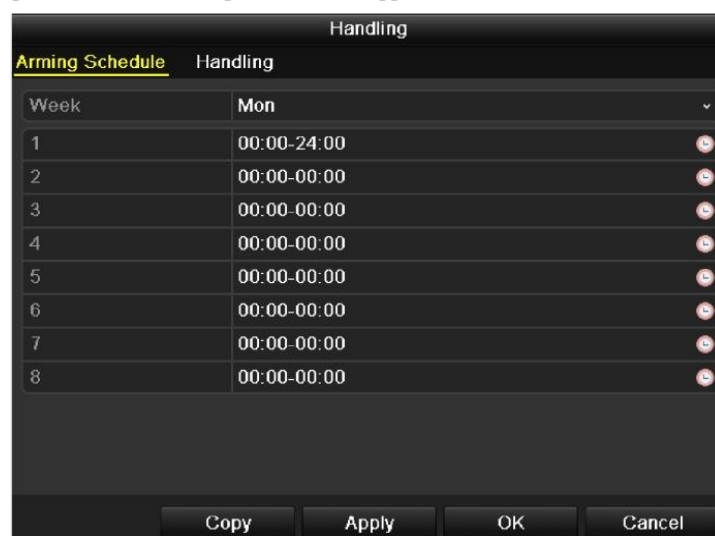 Handling
Arming Schedule Handling
Week Mon
1 00:00-24:00
2 00:00-00:00
3 00:00-00:00
4 00:00-00:00
5 00:00-00:00
6 00:00-00:00
7 00:00-00:00
8 00:00-00:00
Copy Apply OK Cancel